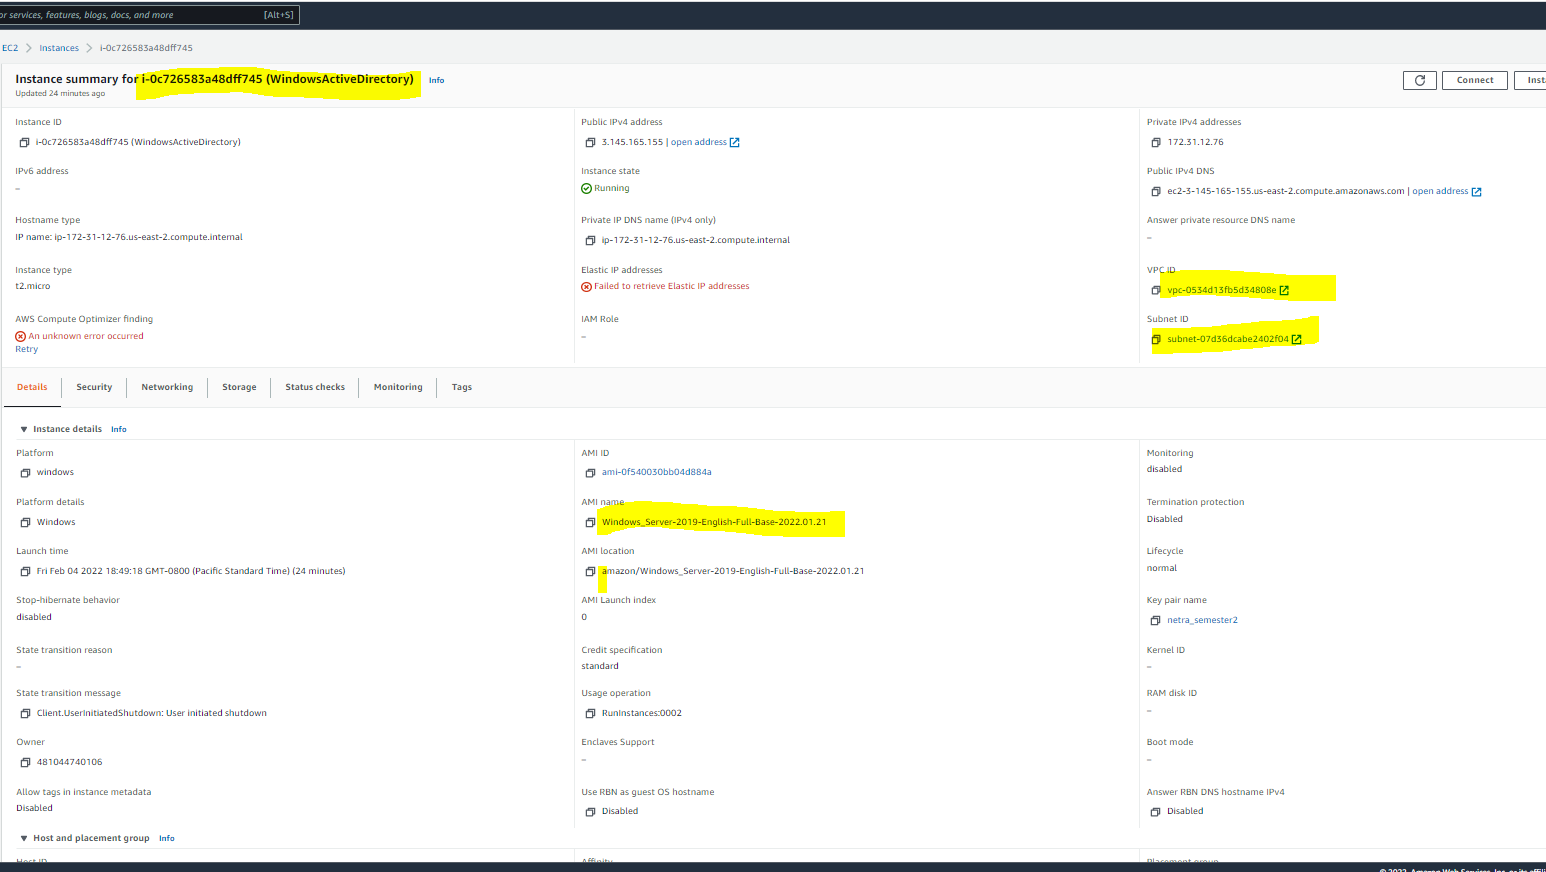 or services, features, blogs, docs, and more [Alt+S]
EC2 > Instances > i-0c726583a48dff745
Instance summary for i-0c726583a48dff745 (WindowsActiveDirectory) Info
Updated 24 minutes ago
Connect
Inst
Instance ID
i-0c726583a48dff745 (WindowsActiveDirectory)
Public IPv4 address
3.145.165.155 | open address
Private IPv4 addresses
172.31.12.76
IPv6 address
–
Instance state
Running
Public IPv4 DNS
ec2-3-145-165-155.us-east-2.compute.amazonaws.com | open address
Hostname type
IP name: ip-172-31-12-76.us-east-2.compute.internal
Private IP DNS name (IPv4 only)
ip-172-31-12-76.us-east-2.compute.internal
Answer private resource DNS name
–
Instance type
t2.micro
Elastic IP addresses
Failed to retrieve Elastic IP addresses
VPC ID
vpc-0534d13fb5d34808e
AWS Compute Optimizer finding
An unknown error occurred
Retry
IAM Role
–
Subnet ID
subnet-07d36dcabe2402f04
Details Security Networking Storage Status checks Monitoring Tags
Instance details Info
Platform
windows
AMI ID
ami-0f540030bb04d884a
Monitoring
disabled
Platform details
Windows
AMI name
Windows_Server-2019-English-Full-Base-2022.01.21
Termination protection
Disabled
Launch time
Fri Feb 04 2022 18:49:18 GMT-0800 (Pacific Standard Time) (24 minutes)
AMI location
amazon/Windows_Server-2019-English-Full-Base-2022.01.21
Lifecycle
normal
Stop-hibernate behavior
disabled
AMI Launch index
0
Key pair name
netra_semester2
State transition reason
–
Credit specification
standard
Kernel ID
–
State transition message
Client.UserInitiatedShutdown: User initiated shutdown
Usage operation
RunInstances:0002
RAM disk ID
–
Owner
481044740106
Enclaves Support
–
Boot mode
–
Allow tags in instance metadata
Disabled
Use RBN as guest OS hostname
Disabled
Answer RBN DNS hostname IPv4
Disabled
Host and placement group Info
Host ID
Affinity
Placement group
© 2022, Amazon Web Services, Inc. or its affil